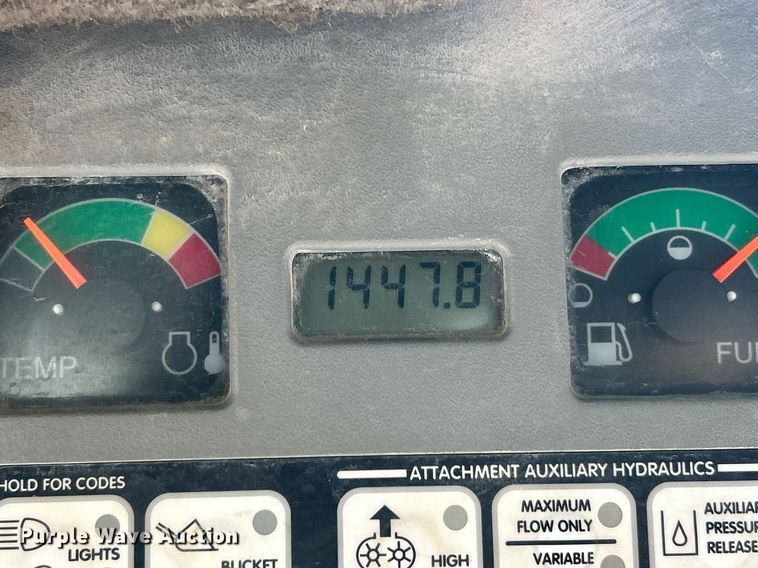 1447.8
TEMP
FU
HOLD FOR CODES
ATTACHMENT AUXILIARY HYDRAULICS
LIGHTS
BUCKET
HIGH
MAXIMUM
FLOW ONLY
VARIABLE
AUXILIAR
PRESSUR
RELEASE
Purple Wave Auction